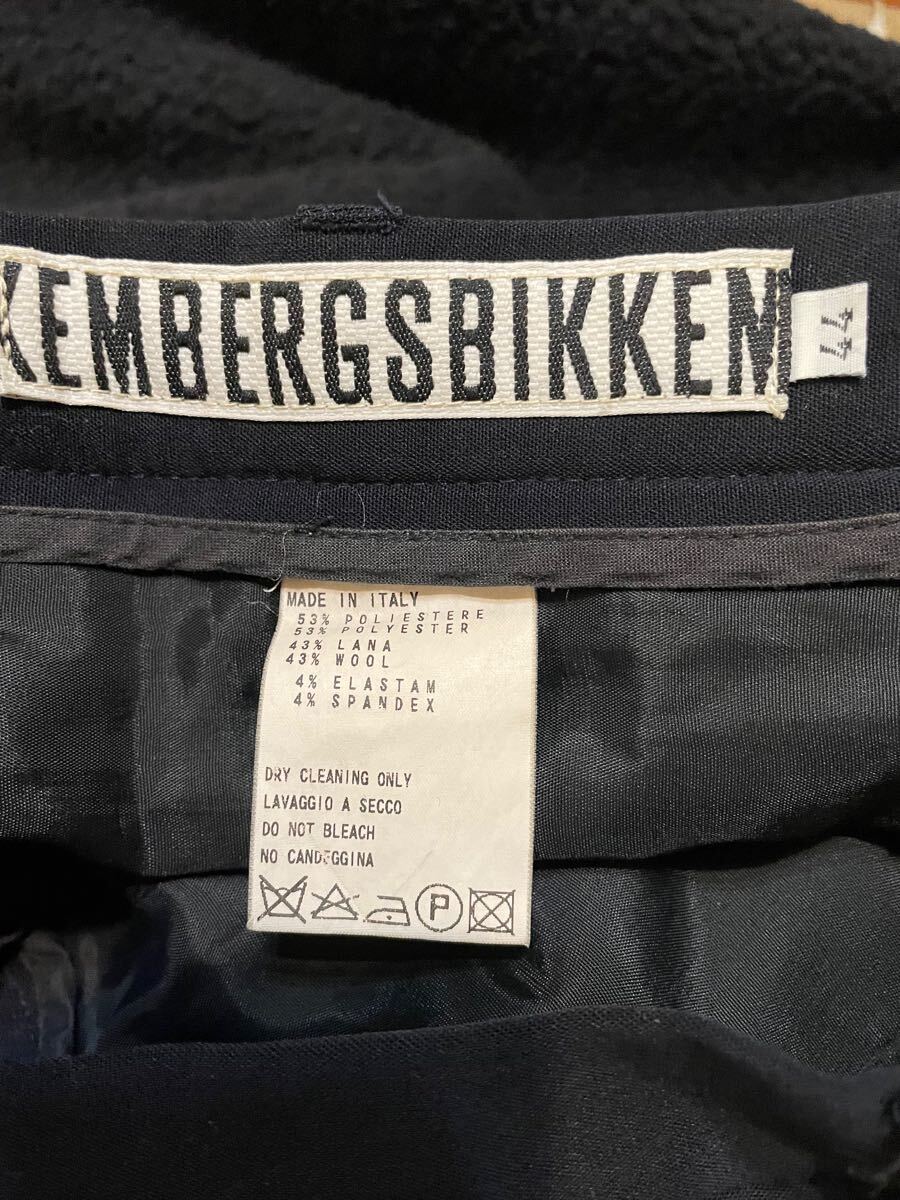 KEMBERGSBIKKEM
44
MADE IN ITALY
53% POLIESTERE
53% POLYESTER
43% LANA
43% WOOL
4% ELASTAM
4% SPANDEX
DRY CLEANING ONLY
LAVAGGIO A SECCO
DO NOT BLEACH
NO CANDEGGINA
P